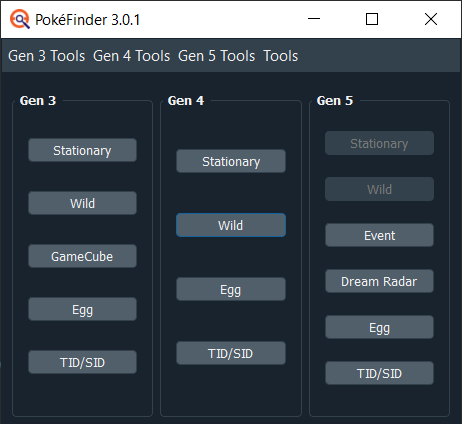 PokéFinder 3.0.1
Gen 3 Tools Gen 4 Tools Gen 5 Tools Tools
Gen 3
Stationary
Wild
GameCube
Egg
TID/SID
Gen 4
Stationary
Wild
Egg
TID/SID
Gen 5
Stationary
Wild
Event
Dream Radar
Egg
TID/SID